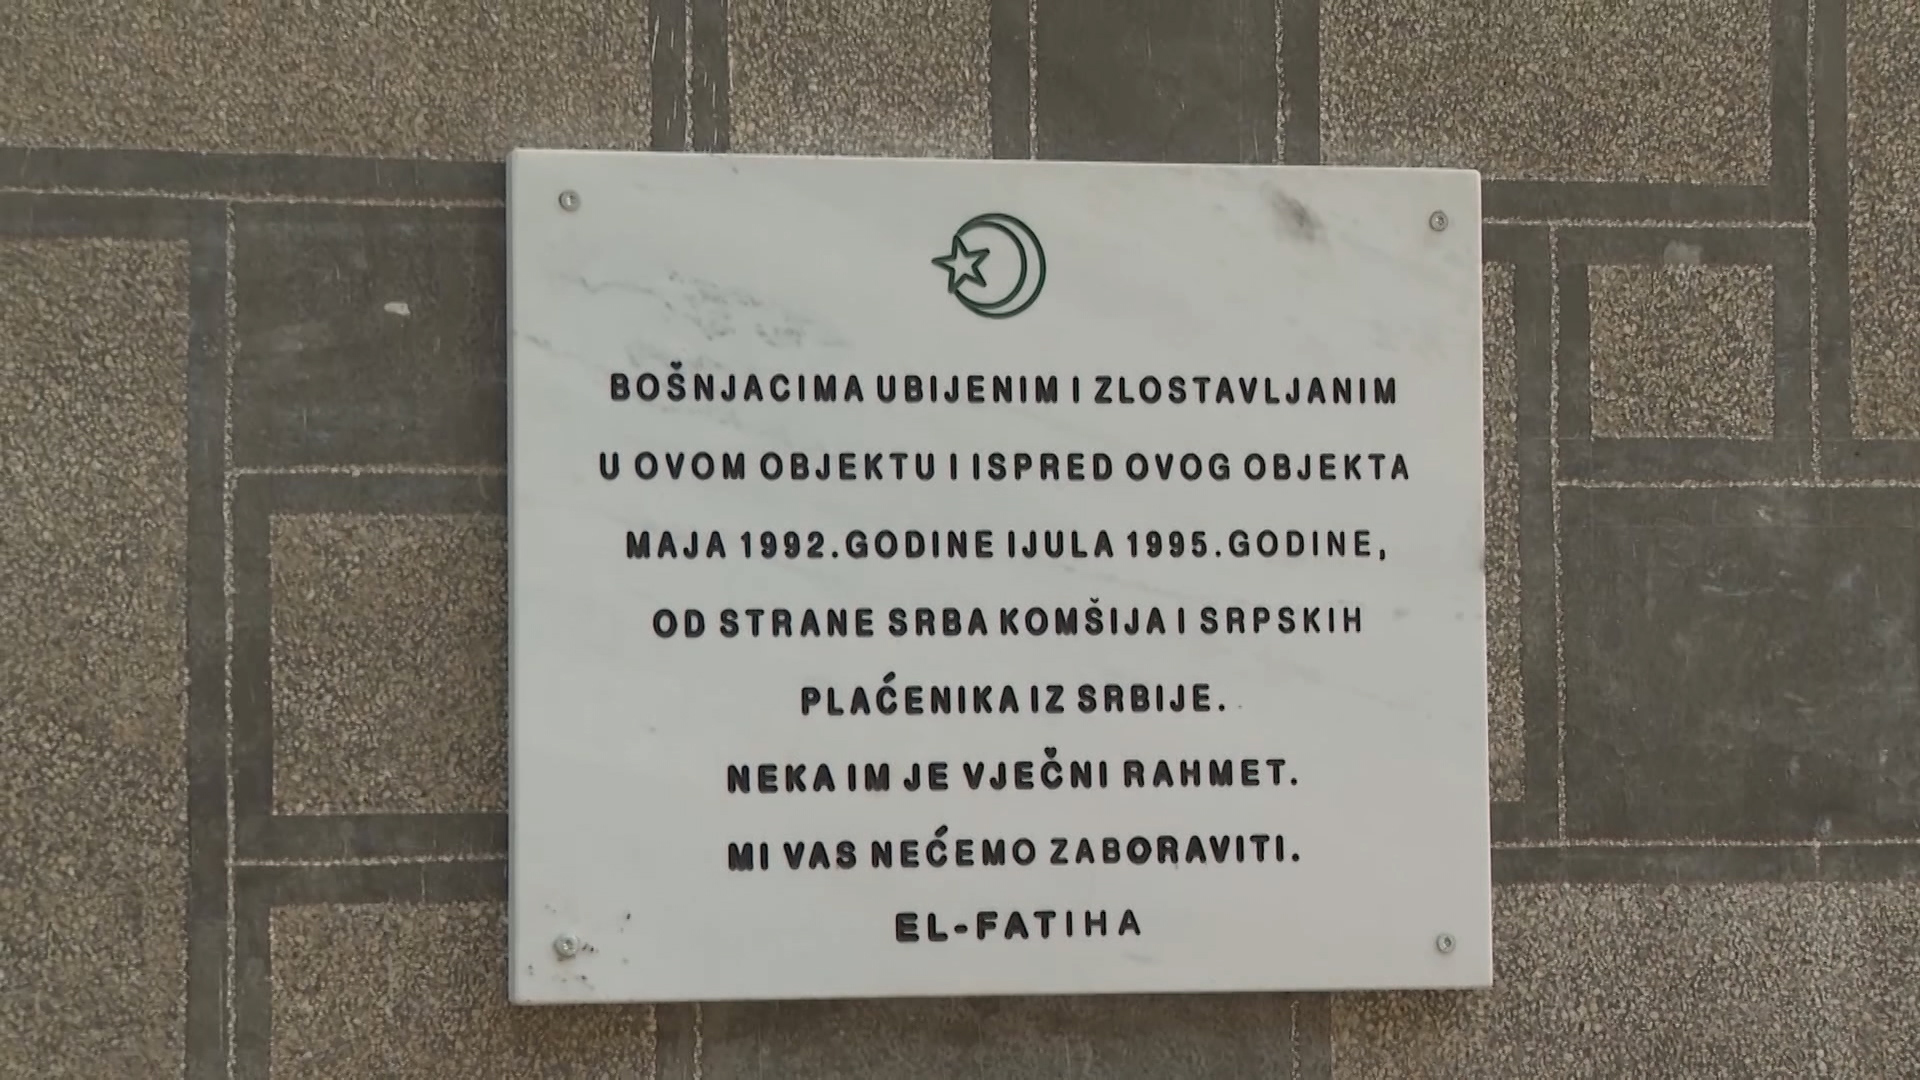 BOŠNJACIMA UBIJENIM I ZLOSTAVLJANIM
U OVOM OBJEKTU I ISPRED OVOG OBJEKTA
MAJA 1992.GODINE I JULA 1995.GODINE,
OD STRANE SRBA KOMŠIJA I SRPSKIH
PLAĆENIKA IZ SRBIJE.
NEKA IM JE VJEČNI RAHMET.
MI VAS NEĆEMO ZABORAVITI.
EL-FATIHA